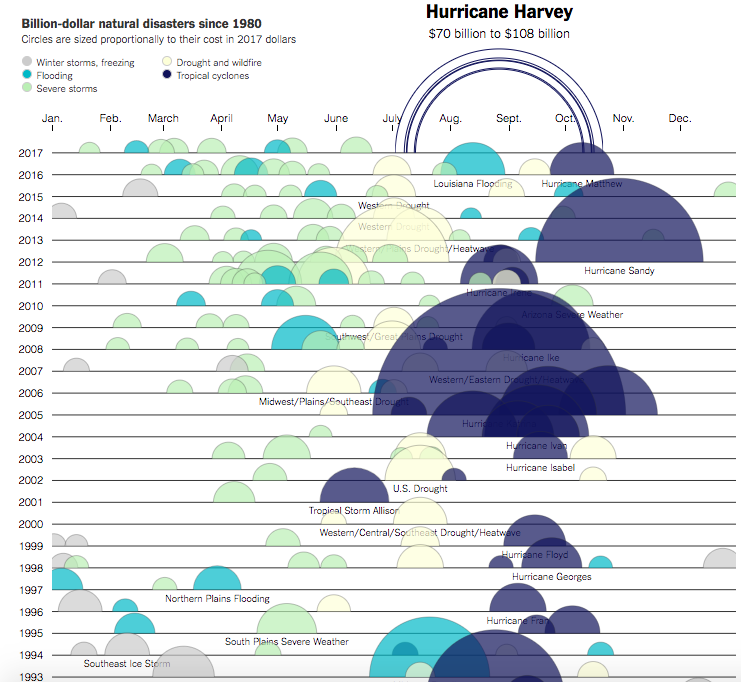 Billion-dollar natural disasters since 1980
Circles are sized proportionally to their cost in 2017 dollars
Winter storms, freezing
Flooding
Severe storms
Drought and wildfire
Tropical cyclones
Hurricane Harvey
$70 billion to $108 billion
Jan. Feb. March April May June July Aug. Sept. Oct. Nov. Dec.
2017
2016
Louisiana Flooding Hurricane Matthew
2015
Western Drought
2014
Western Drought
2013
Plains Drought/Heatwave
2012
Hurricane Sandy
2011
Hurricane Irene
2010
Arizona Severe Weather
2009
Southwest/Great Plains Drought
2008
Hurricane Ike
2007
Western/Eastern Drought/Heatwave
2006
Midwest/Plains/Southeast Drought
2005
2004
Hurricane Ivan
2003
Hurricane Isabel
2002
U.S. Drought
2001
Tropical Storm Allison
2000
Western/Central/Southeast Drought/Heatwave
1999
Hurricane Floyd
1998
Hurricane Georges
1997
Northern Plains Flooding
1996
Hurricane Fran
1995
South Plains Severe Weather
1994
Southeast Ice Storm
1993